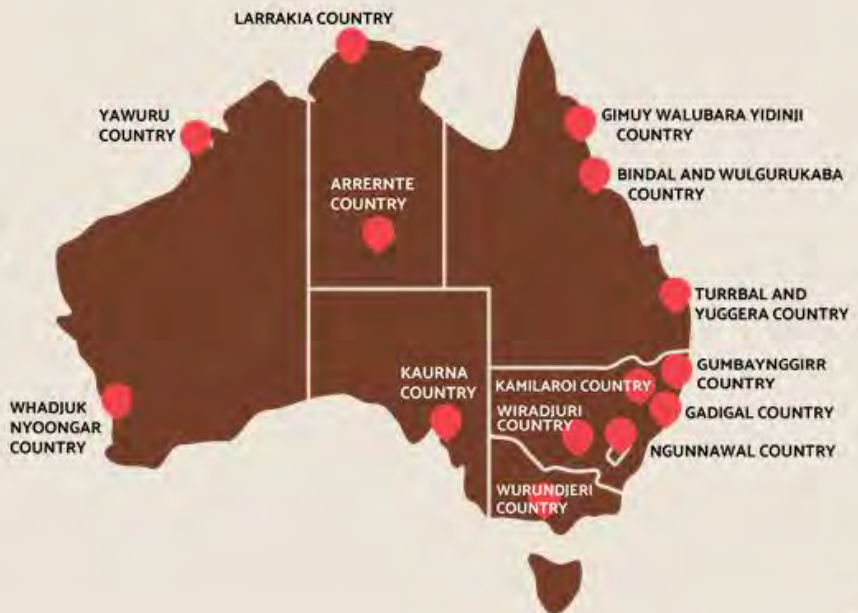 LARRAKIA COUNTRY
YAWURU
COUNTRY
GIMUY WALUBARA YIDINJI
COUNTRY
ARRERNTE
COUNTRY
BINDAL AND WULGURUKABA
COUNTRY
TURRBAL AND
YUGGERA COUNTRY
KAURNA
COUNTRY
GUMBAYNGGIRR
COUNTRY
KAMILAROI COUNTRY
WHADJUK
NYOONGAR
COUNTRY
WIRADJURI
COUNTRY
GADIGAL COUNTRY
NGUNNAWAL COUNTRY
WURUNDJERI
COUNTRY